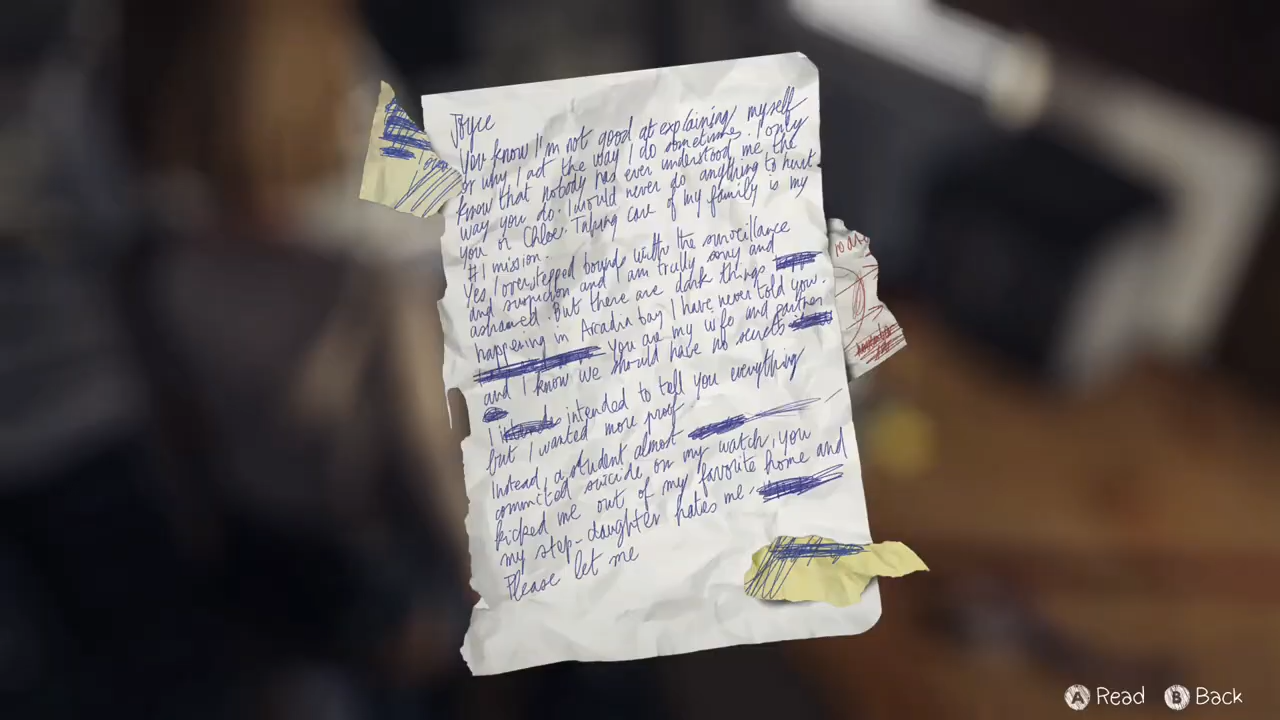 Joyce
You know I'm not good at explaining myself
or why I act the way I do sometimes. I only
know that nobody has ever understood me the
way you do. I would never do anything to hurt
you or Chloe. Taking care of my family is my
#1 mission.
Yes, I overstepped bounds with the surveillance
and suspicion and I am trully sorry and
ashamed. But there are dark things
happening in Arcadia bay I have never told you.
You are my wife and partner
and I know we should have no secrets
I intended to tell you everything
but I wanted more proof
Instead, a student almost
committed suicide on my watch, you
kicked me out of my favorite home and
my step-daughter hates me.
Please let me
A Read B Back